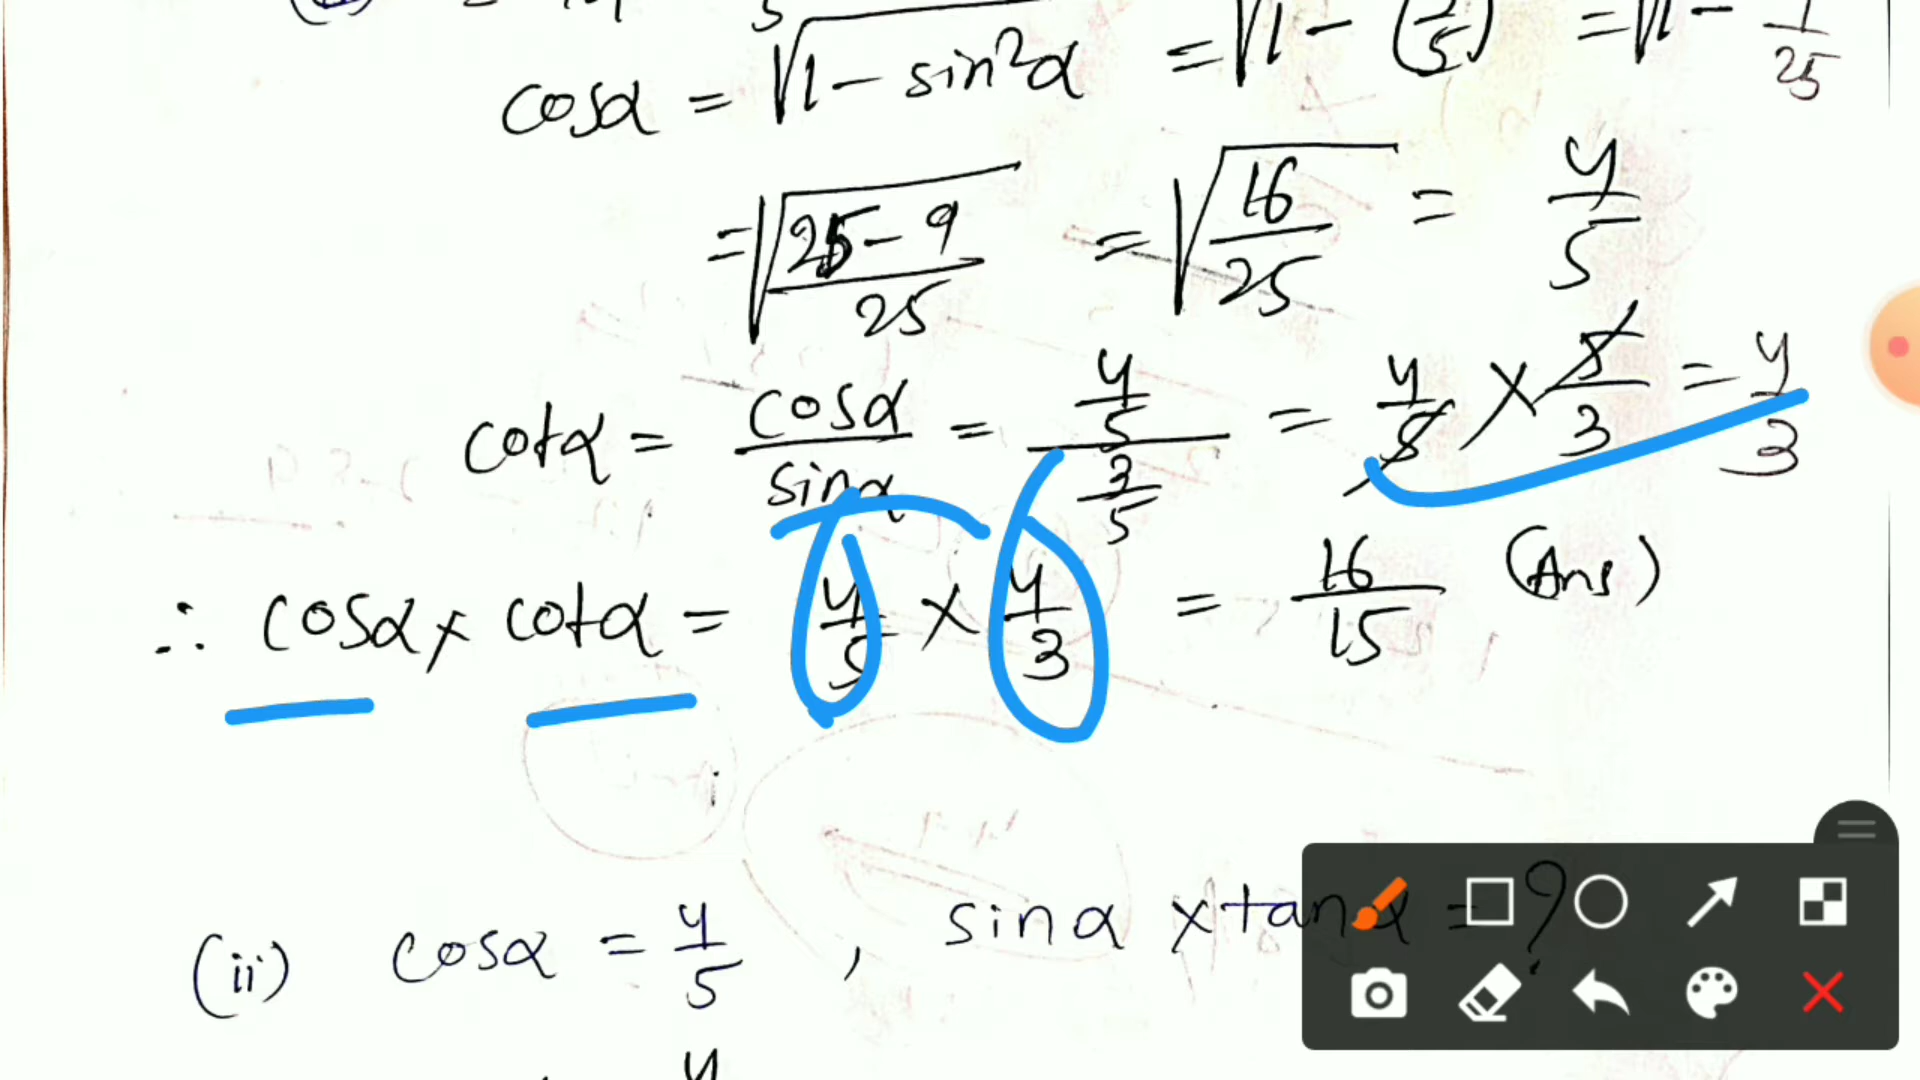 cosα = √1 - sin²α = √1 - (3/5) = √1 - /25
= √25 - 9/25 = √16/25 = 4/5
cotα = cosα/sinα = 4/5/3/5 = 4/5 × 5/3 = 4/3
∴ cosα × cotα = 4/5 × 4/3 = 16/15 (Ans)
(ii) cosα = 4/5 , sinα × tanα = ?
4